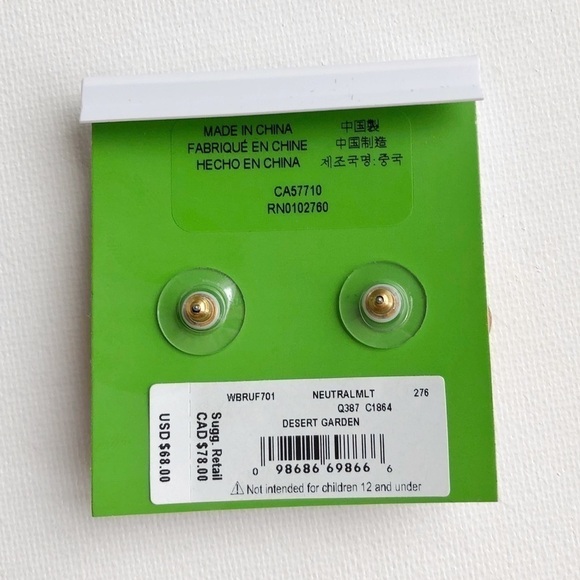 MADE IN CHINA 中国製
FABRIQUÉ EN CHINE 中国制造
HECHO EN CHINA 제조국명:중국
CA57710
RN0102760
WBRUF701 NEUTRALMLT 276
Q387 C1864
DESERT GARDEN
0 98686 69866 6
⚠ Not intended for children 12 and under
Sugg. Retail
CAD $78.00
USD $68.00